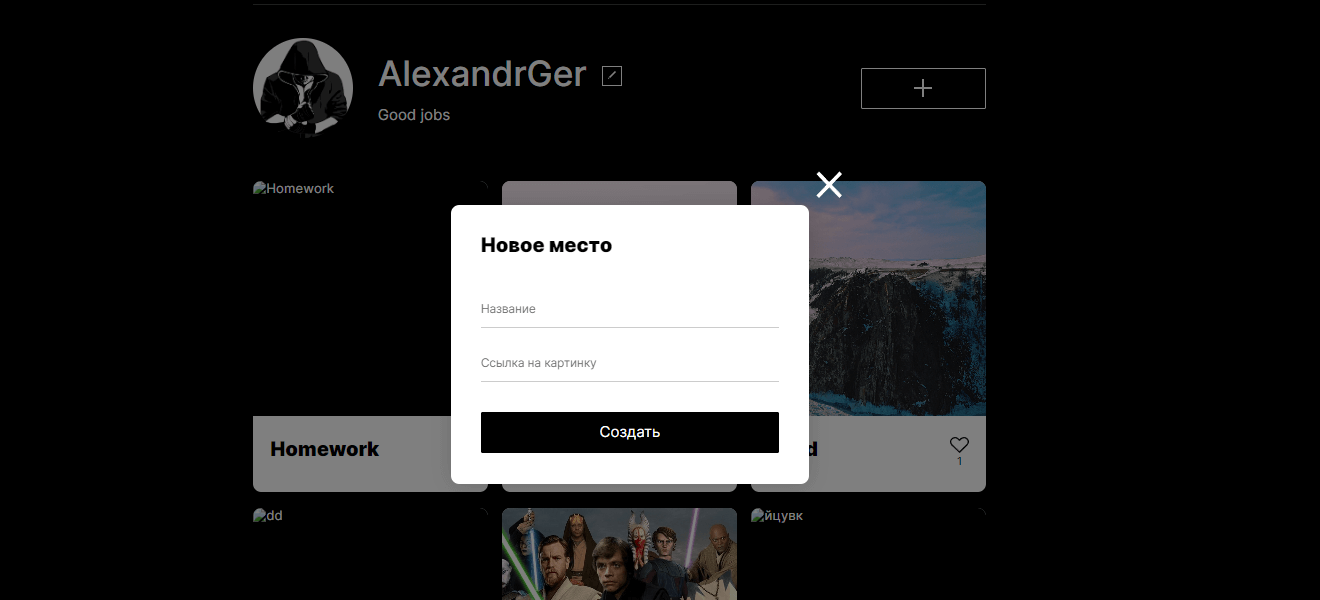 AlexandrGer
Good jobs
Homework
Новое место
Название
Ссылка на картинку
Создать
Homework
d
1
dd
йцувк